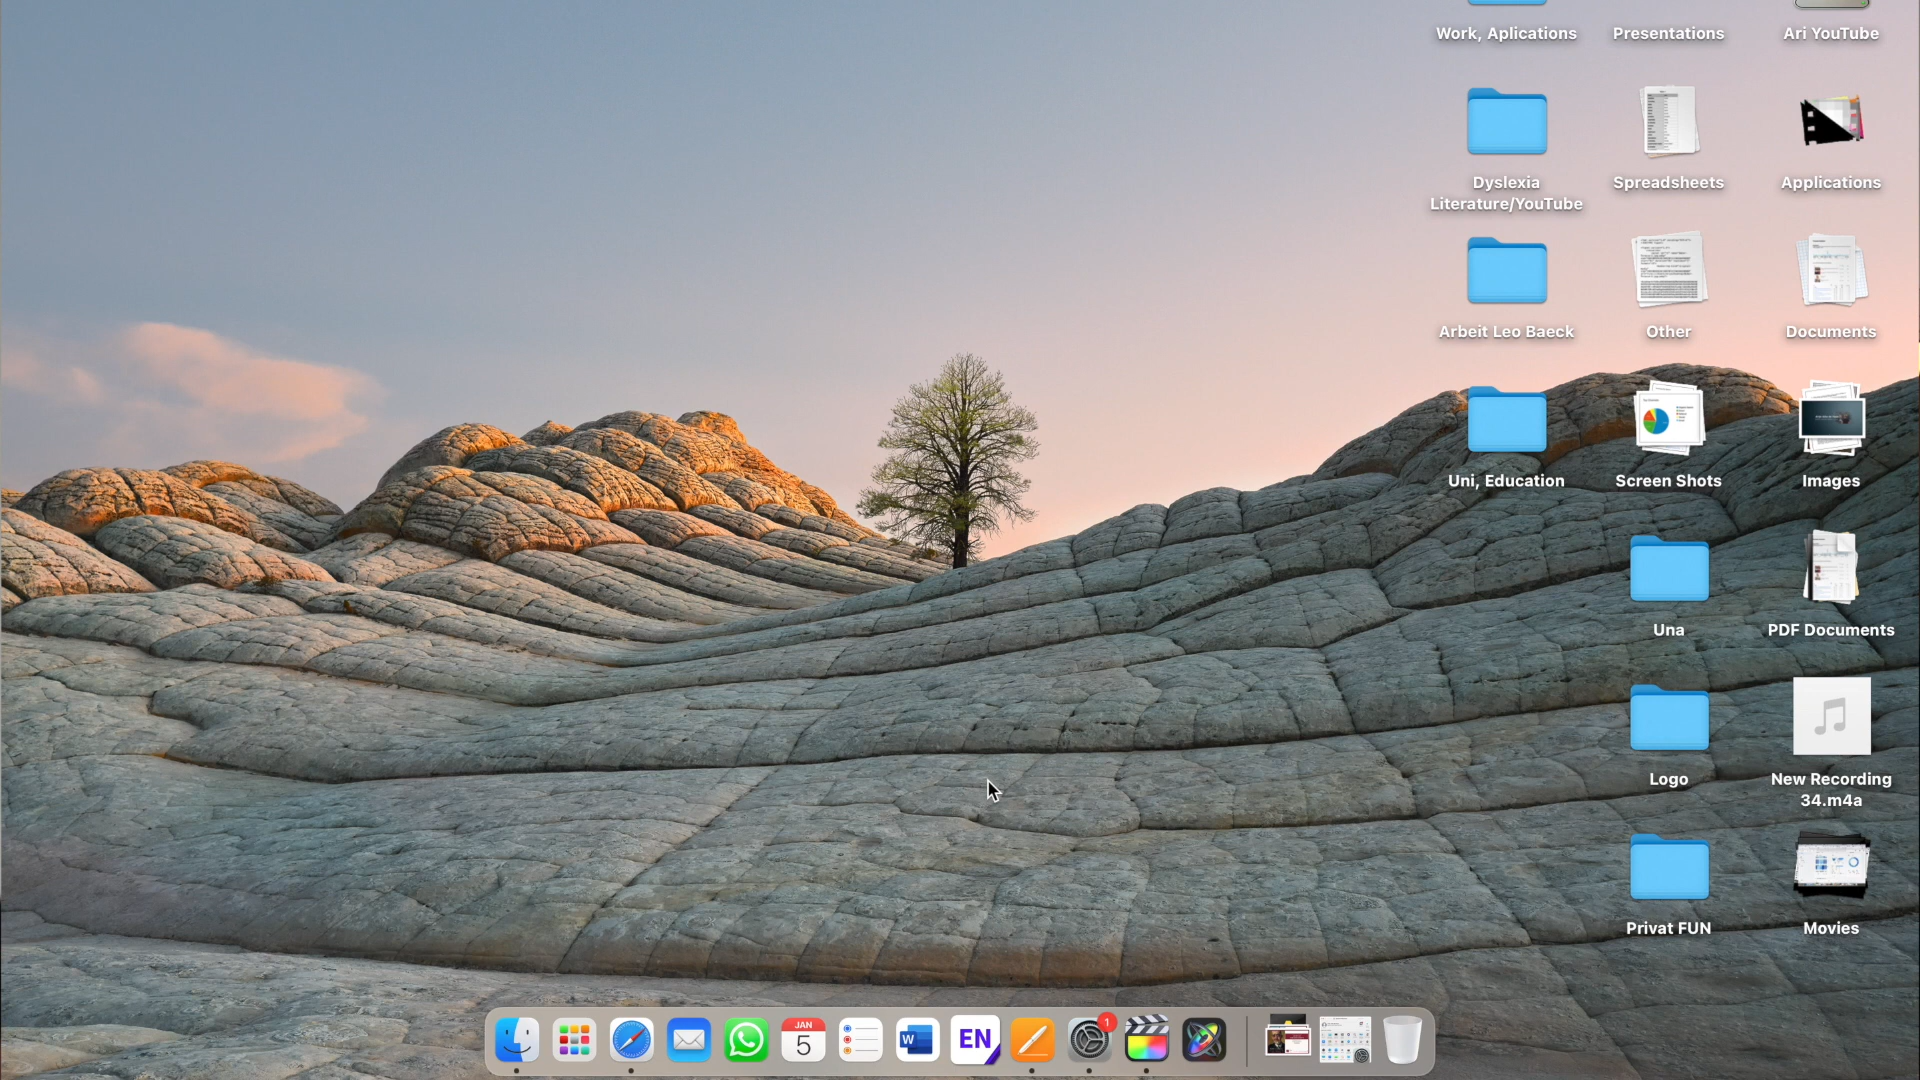 Work, Aplications
Presentations
Ari YouTube
Dyslexia
Literature/YouTube
Spreadsheets
Applications
Arbeit Leo Baeck
Other
Documents
Uni, Education
Screen Shots
Images
Una
PDF Documents
Logo
New Recording
34.m4a
Privat FUN
Movies
JAN
5
W
EN
1